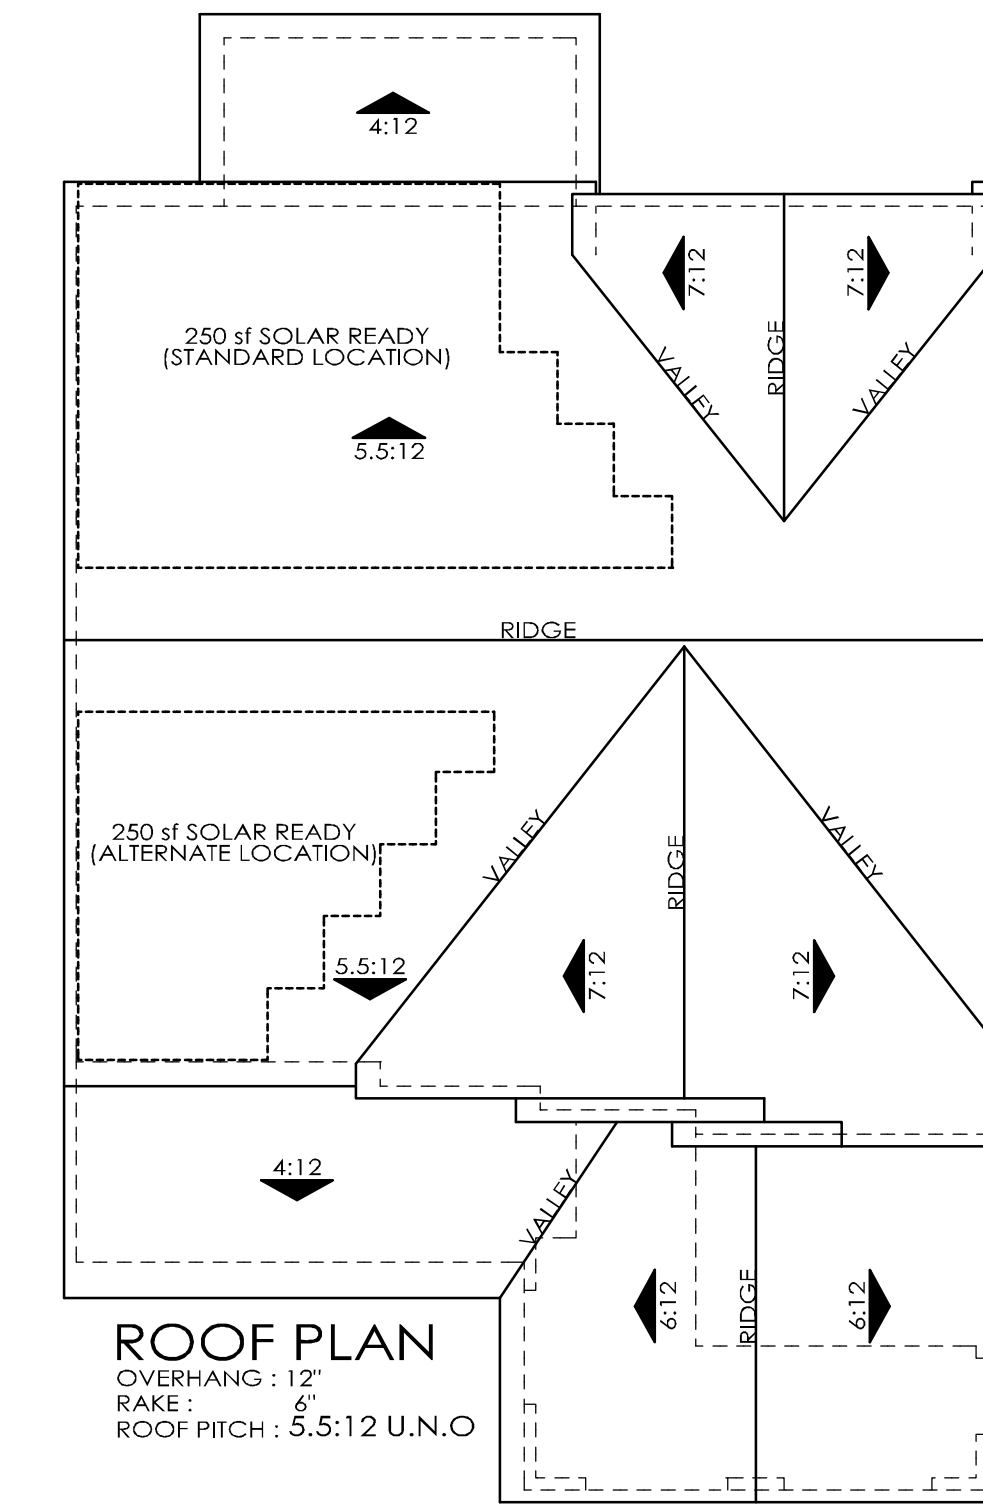 4:12
7:12
7:12
250 sf SOLAR READY
(STANDARD LOCATION)
RIDGE
VALLEY
VALLEY
5.5:12
RIDGE
250 sf SOLAR READY
(ALTERNATE LOCATION)
VALLEY
RIDGE
VALLEY
5.5:12
7:12
7:12
4:12
VALLEY
6:12
RIDGE
6:12
ROOF PLAN
OVERHANG : 12"
RAKE : 6"
ROOF PITCH : 5.5:12 U.N.O